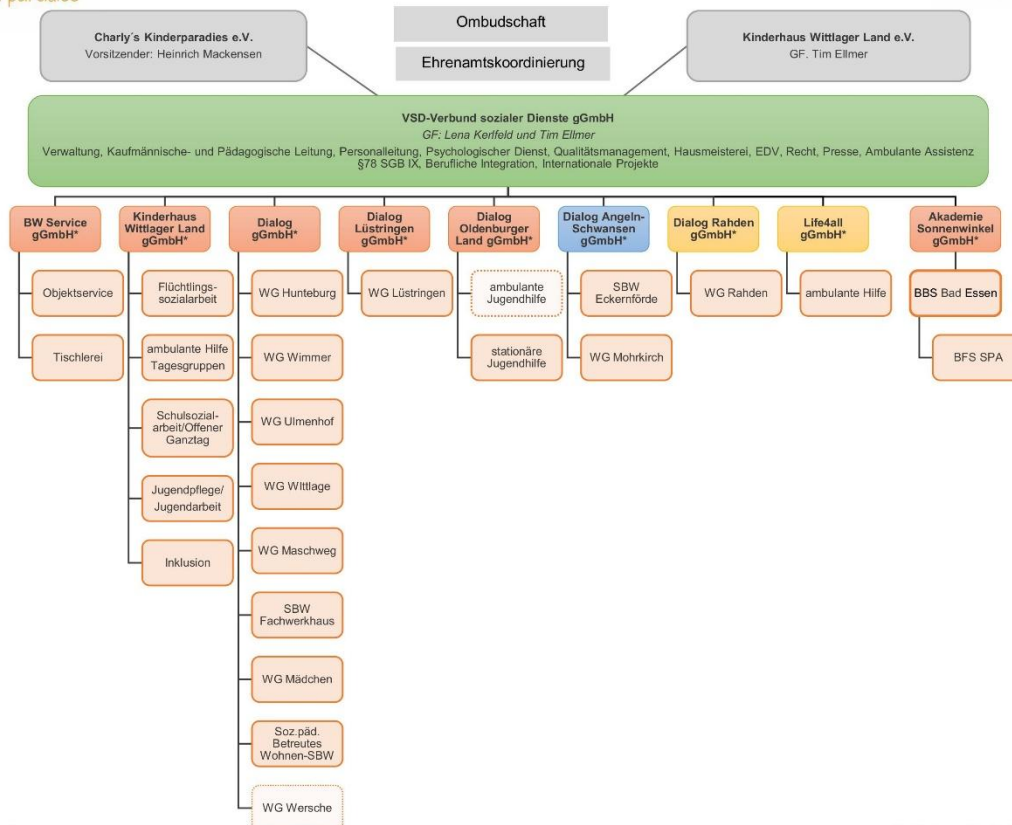 Charly´s Kinderparadies e.V.
Vorsitzender: Heinrich Mackensen
Ombudschaft
Ehrenamtskoordinierung
Kinderhaus Wittlager Land e.V.
GF. Tim Ellmer
VSD-Verbund sozialer Dienste gGmbH
GF: Lena Kerlfeld und Tim Ellmer
Verwaltung, Kaufmännische- und Pädagogische Leitung, Personalleitung, Psychologischer Dienst, Qualitätsmanagement, Hausmeisterei, EDV, Recht, Presse, Ambulante Assistenz
§78 SGB IX, Berufliche Integration, Internationale Projekte
BW Service
gGmbH*
Objektservice
Tischlerei
Kinderhaus
Wittlager Land
gGmbH*
Flüchtlings-
sozialarbeit
ambulante Hilfe
Tagesgruppen
Schulsozial-
arbeit/Offener
Ganztag
Jugendpflege/
Jugendarbeit
Inklusion
Dialog
gGmbH*
WG Hunteburg
WG Wimmer
WG Ulmenhof
WG WIttlage
WG Maschweg
SBW
Fachwerkhaus
WG Mädchen
Soz.päd.
Betreutes
Wohnen-SBW
WG Wersche
Dialog
Lüstringen
gGmbH*
WG Lüstringen
Dialog
Oldenburger
Land gGmbH*
ambulante
Jugendhilfe
stationäre
Jugendhilfe
Dialog Angeln-
Schwansen
gGmbH*
SBW
Eckernförde
WG Mohrkirch
Dialog Rahden
gGmbH*
WG Rahden
Life4all
gGmbH*
ambulante Hilfe
Akademie
Sonnenwinkel
gGmbH*
BBS Bad Essen
BFS SPA